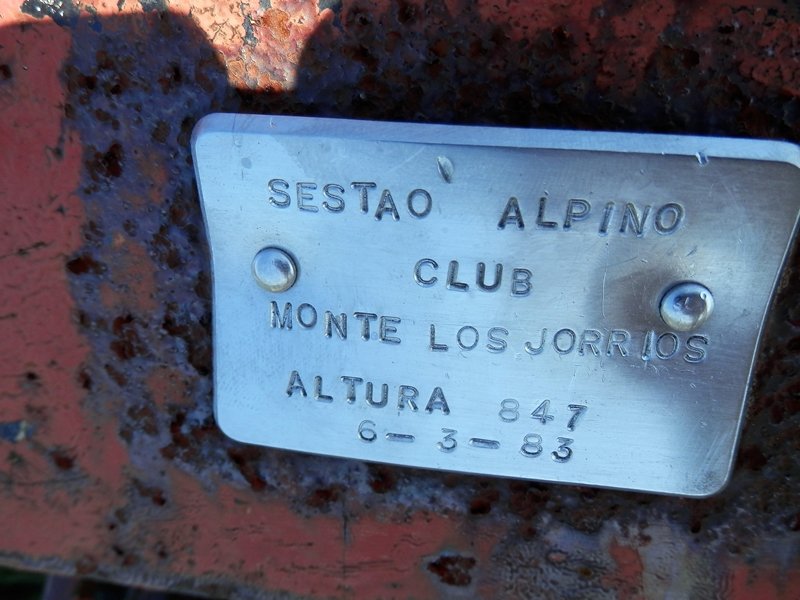 SESTAO ALPINO
CLUB
MONTE LOS JORRIOS
ALTURA 847
6-3-83